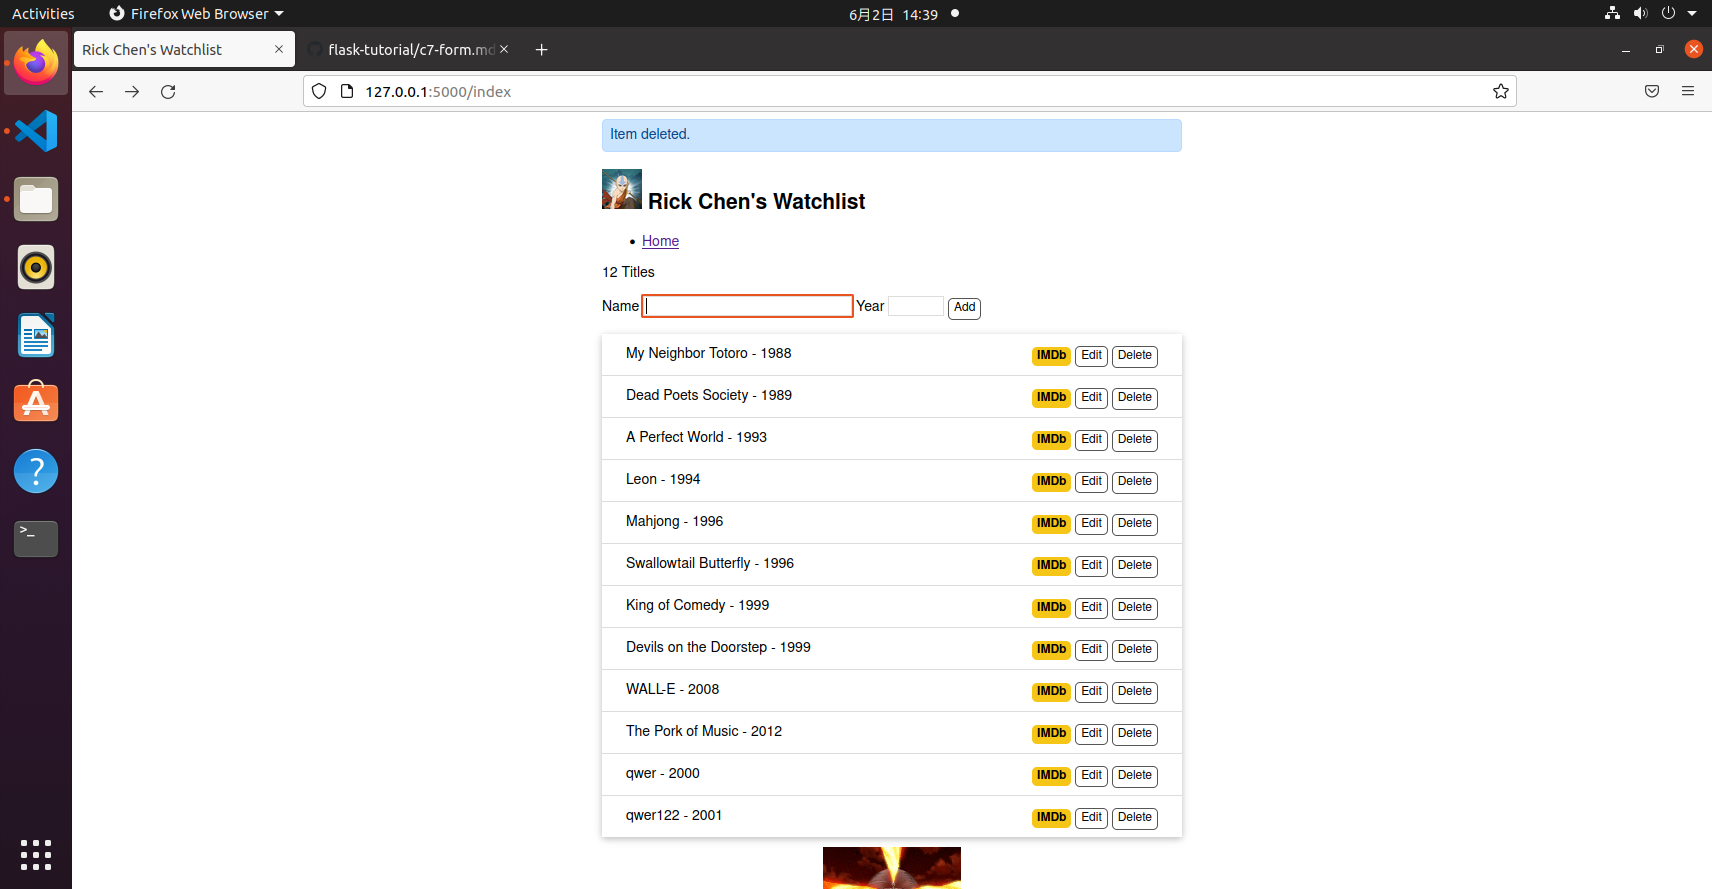 Activities Firefox Web Browser 6月2日 14:39
Rick Chen's Watchlist flask-tutorial/c7-form.md
127.0.0.1:5000/index
Item deleted.
Rick Chen's Watchlist
Home
12 Titles
Name Year Add
My Neighbor Totoro - 1988 IMDb Edit Delete
Dead Poets Society - 1989 IMDb Edit Delete
A Perfect World - 1993 IMDb Edit Delete
Leon - 1994 IMDb Edit Delete
Mahjong - 1996 IMDb Edit Delete
Swallowtail Butterfly - 1996 IMDb Edit Delete
King of Comedy - 1999 IMDb Edit Delete
Devils on the Doorstep - 1999 IMDb Edit Delete
WALL-E - 2008 IMDb Edit Delete
The Pork of Music - 2012 IMDb Edit Delete
qwer - 2000 IMDb Edit Delete
qwer122 - 2001 IMDb Edit Delete